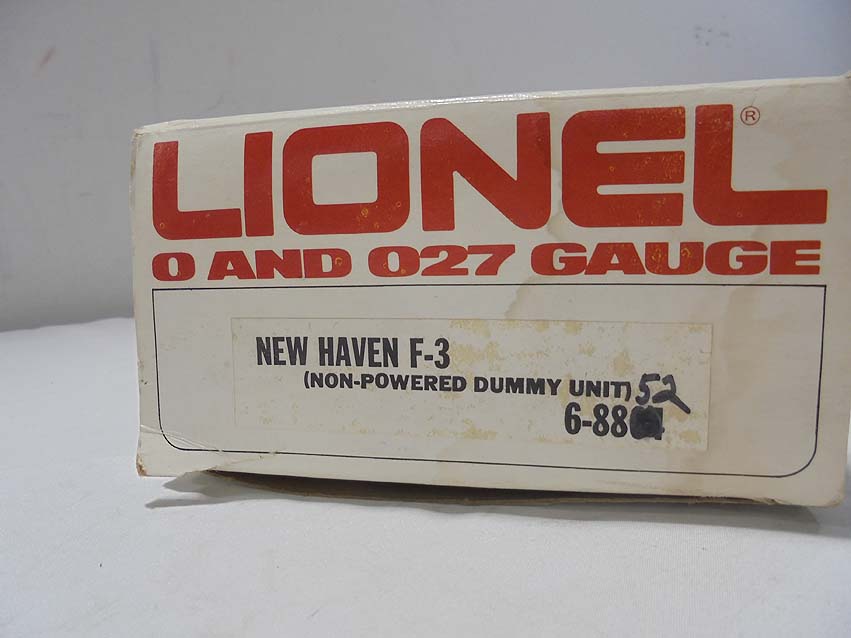 LIONEL®
O AND O27 GAUGE
NEW HAVEN F-3
(NON-POWERED DUMMY UNIT) 52
6-88